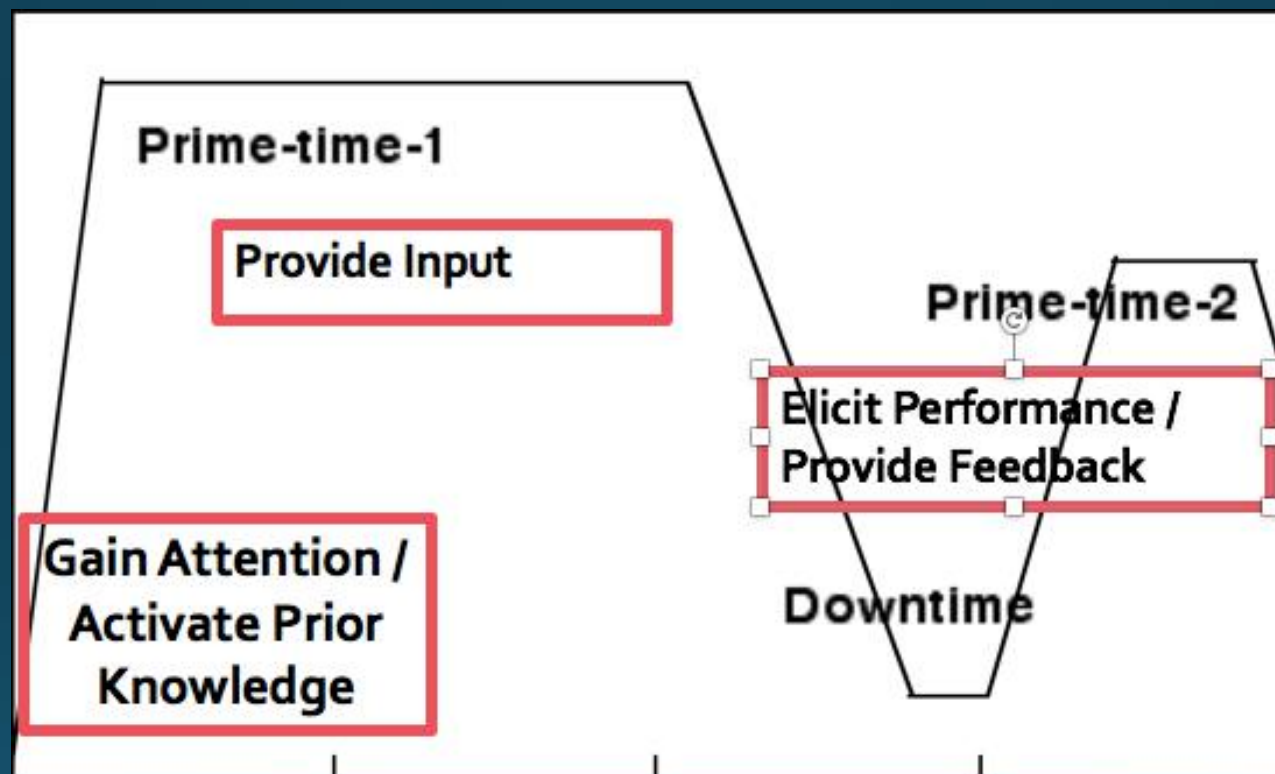 Prime-time-1
Provide Input
Prime-time-2
Elicit Performance /
Provide Feedback
Gain Attention /
Activate Prior
Knowledge
Downtime